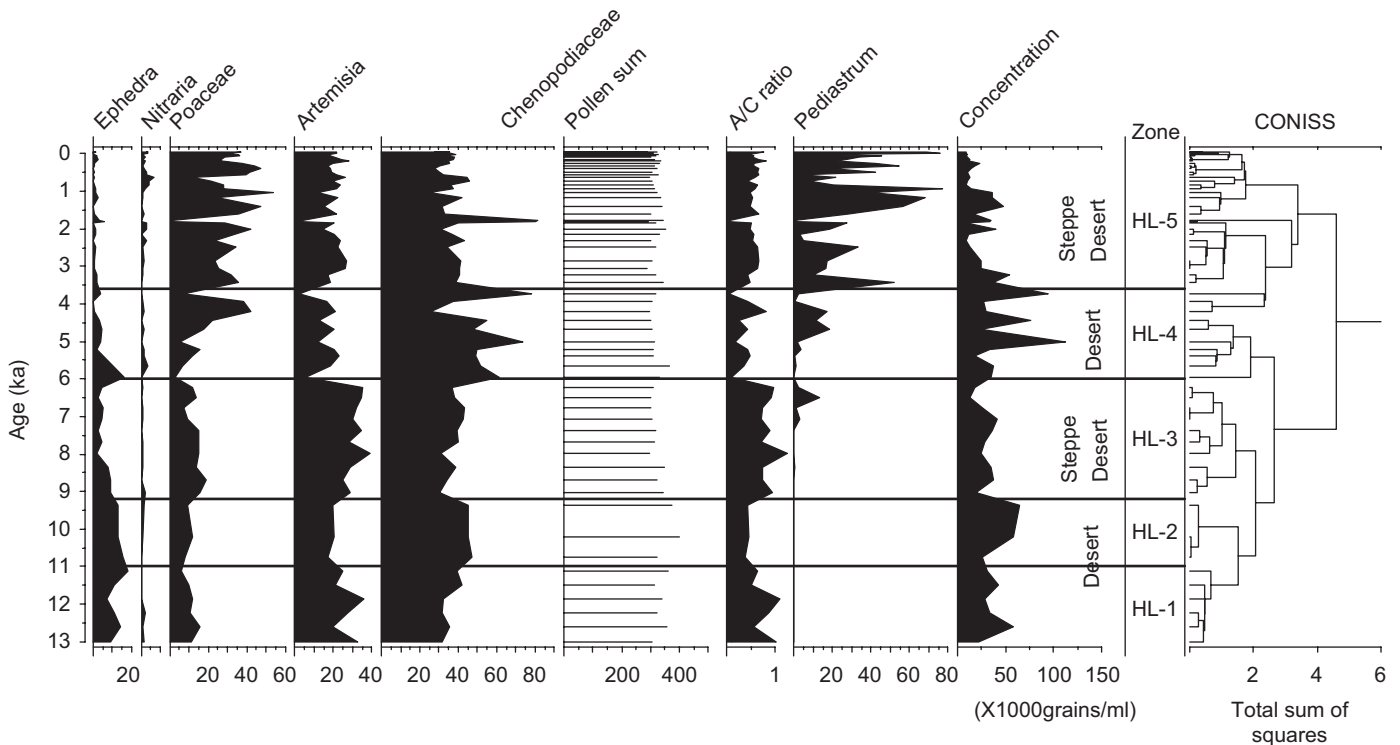 Ephedra
Nitraria
Poaceae
Artemisia
Chenopodiaceae
Pollen sum
A/C ratio
Pediastrum
Concentration
Zone
CONISS
Age (ka)
0
1
2
3
4
5
6
7
8
9
10
11
12
13
Steppe
Desert
Desert
Steppe
Desert
Desert
HL-5
HL-4
HL-3
HL-2
HL-1
20 20 40 60 20 40 20 40 60 80 200 400 1 20 40 60 80 50 100 150 2 4 6
(X1000grains/ml)
Total sum of
squares